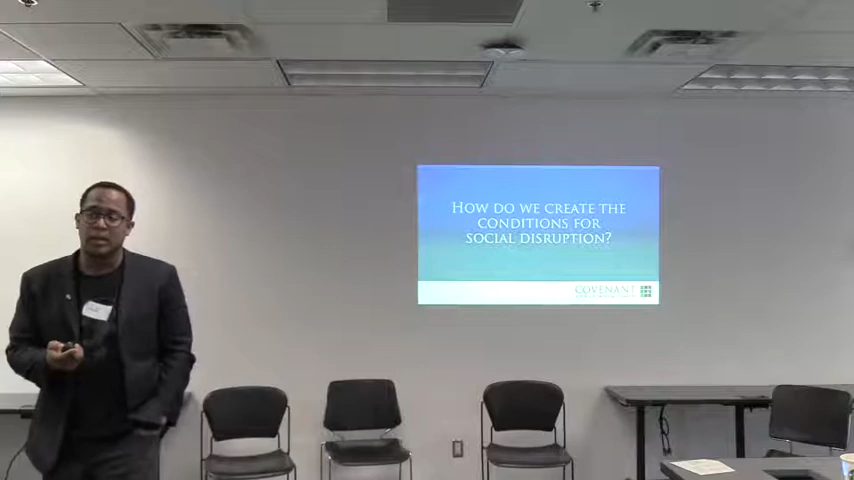 How do we create the
conditions for
social disruption?
COVENANT